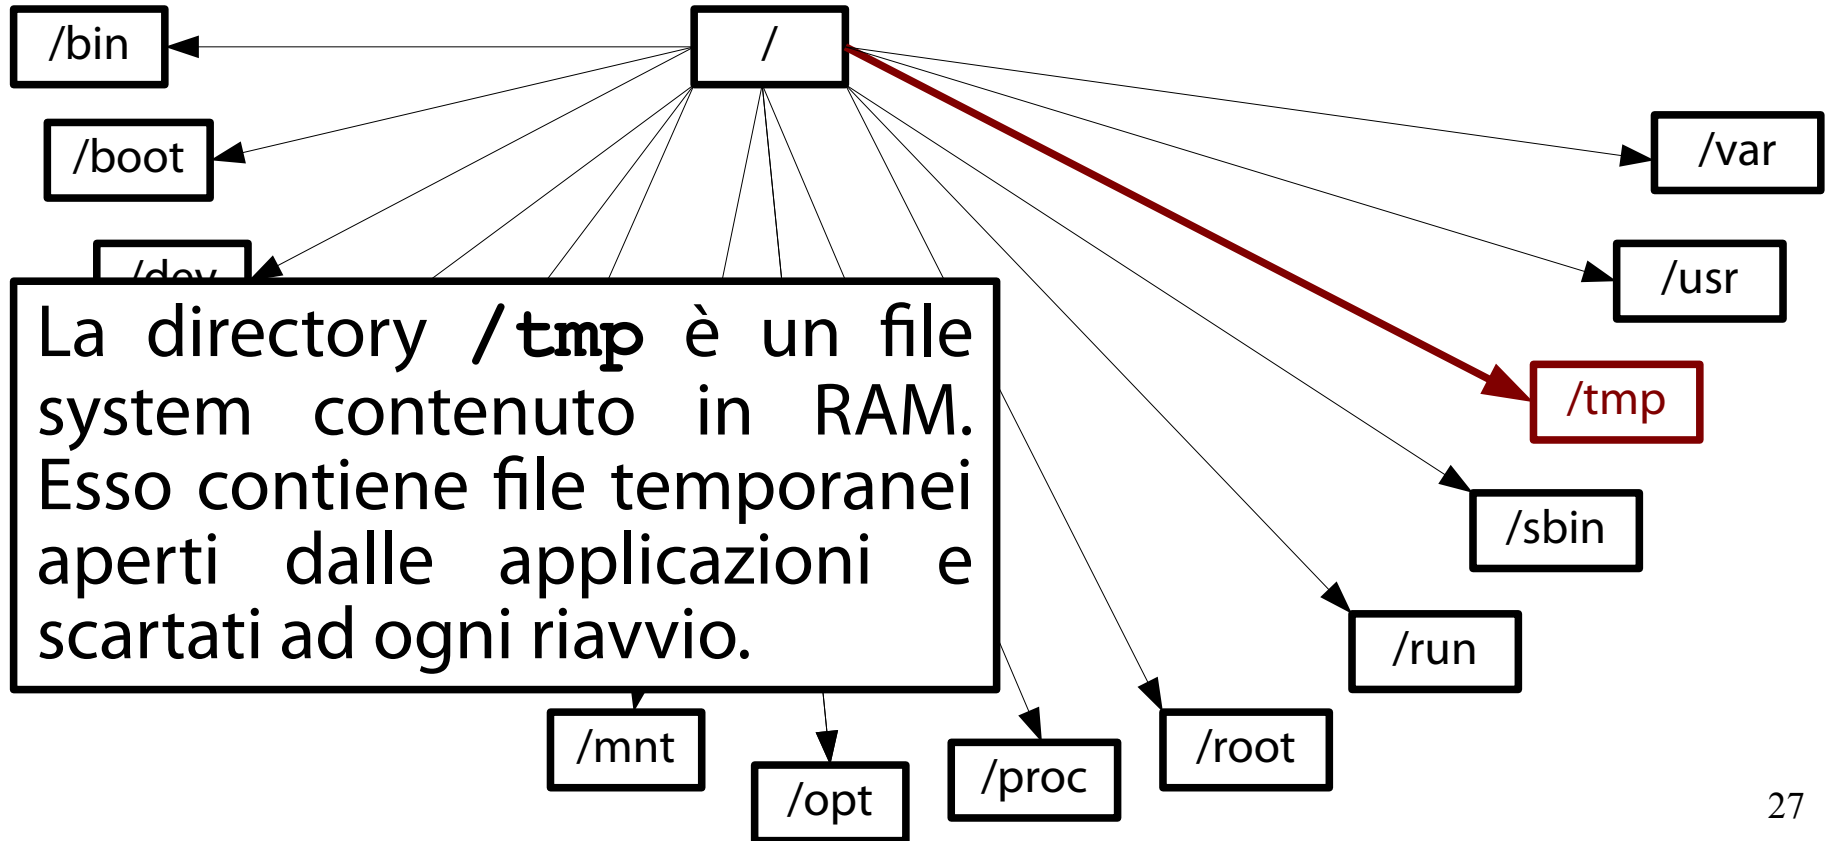 /bin
/
/boot
/var
/dev
/usr
La directory /tmp è un file
system contenuto in RAM.
Esso contiene file temporanei
aperti dalle applicazioni e
scartati ad ogni riavvio.
/tmp
/sbin
/run
/mnt
/root
/proc
/opt
27